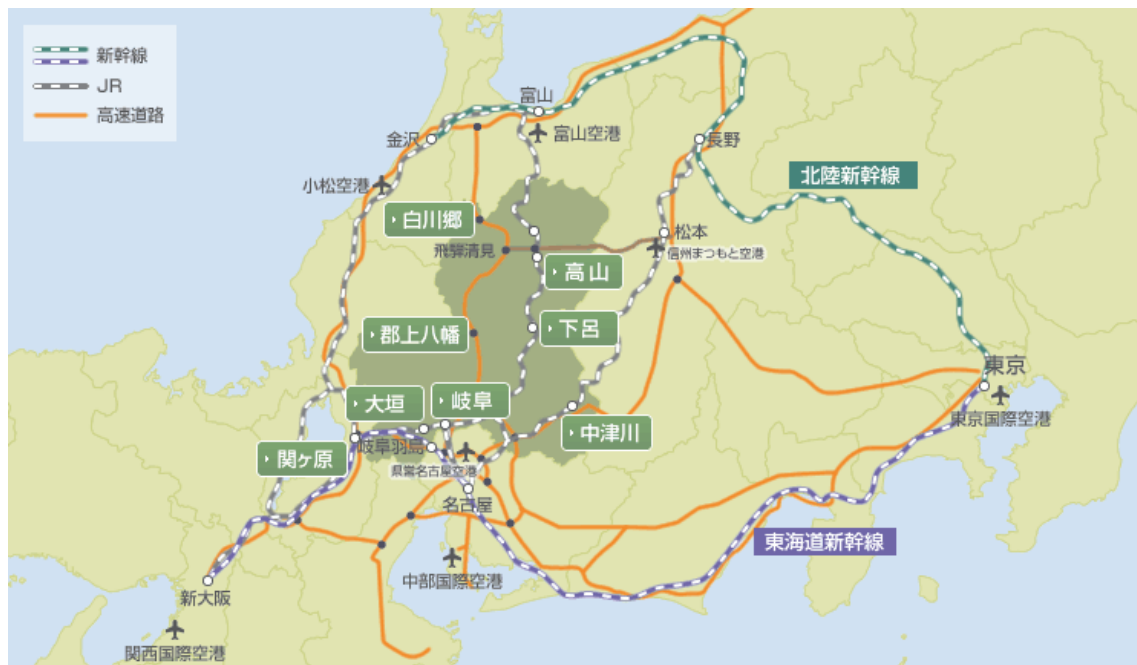 新幹線
JR
高速道路
富山
富山空港
金沢
長野
小松空港
北陸新幹線
白川郷
松本
飛騨清見
信州まつもと空港
高山
下呂
郡上八幡
東京
大垣
岐阜
東京国際空港
中津川
岐阜羽島
関ヶ原
県営名古屋空港
名古屋
東海道新幹線
中部国際空港
新大阪
関西国際空港